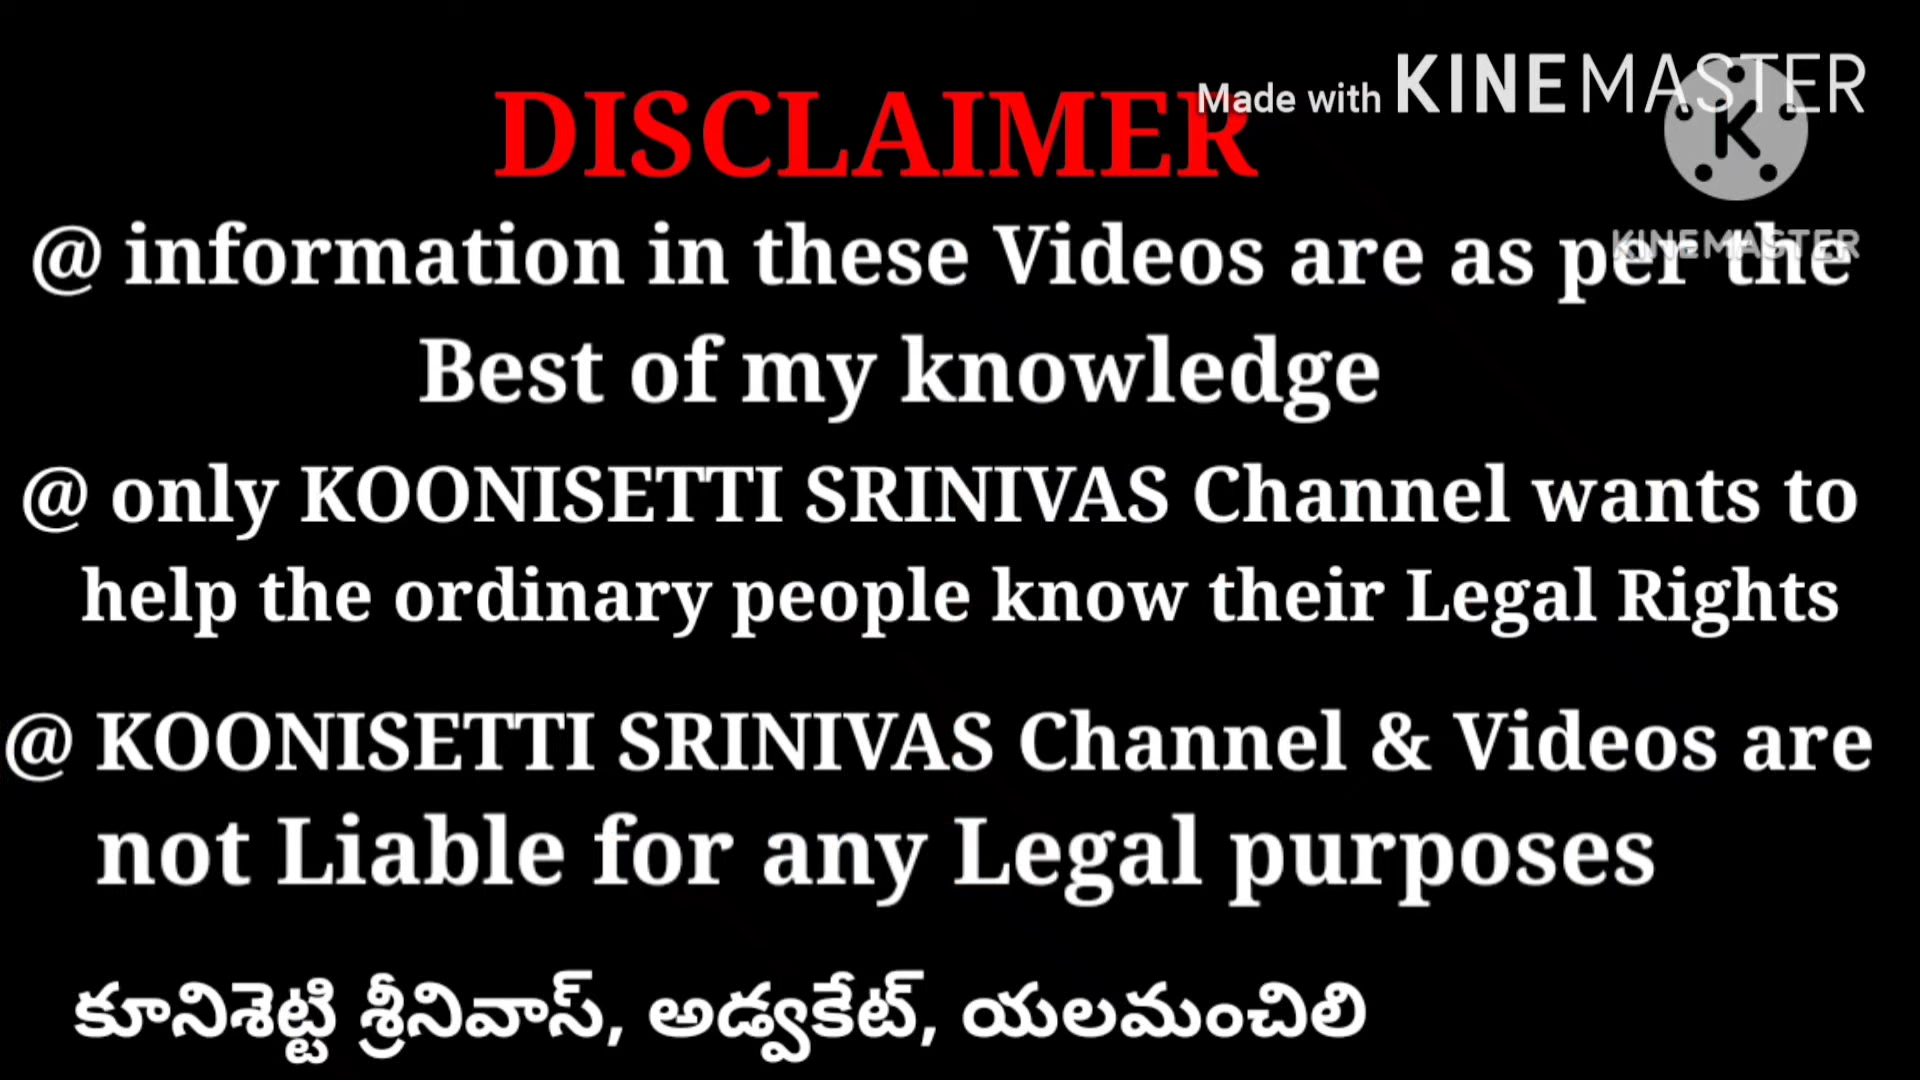 Made with KINEMASTER
DISCLAIMER
K
KINEMASTER
@ information in these Videos are as per the
Best of my knowledge
@ only KOONISETTI SRINIVAS Channel wants to
help the ordinary people know their Legal Rights
@ KOONISETTI SRINIVAS Channel & Videos are
not Liable for any Legal purposes
కూనిశెట్టి శ్రీనివాస్, అడ్వకేట్, యలమంచిలి